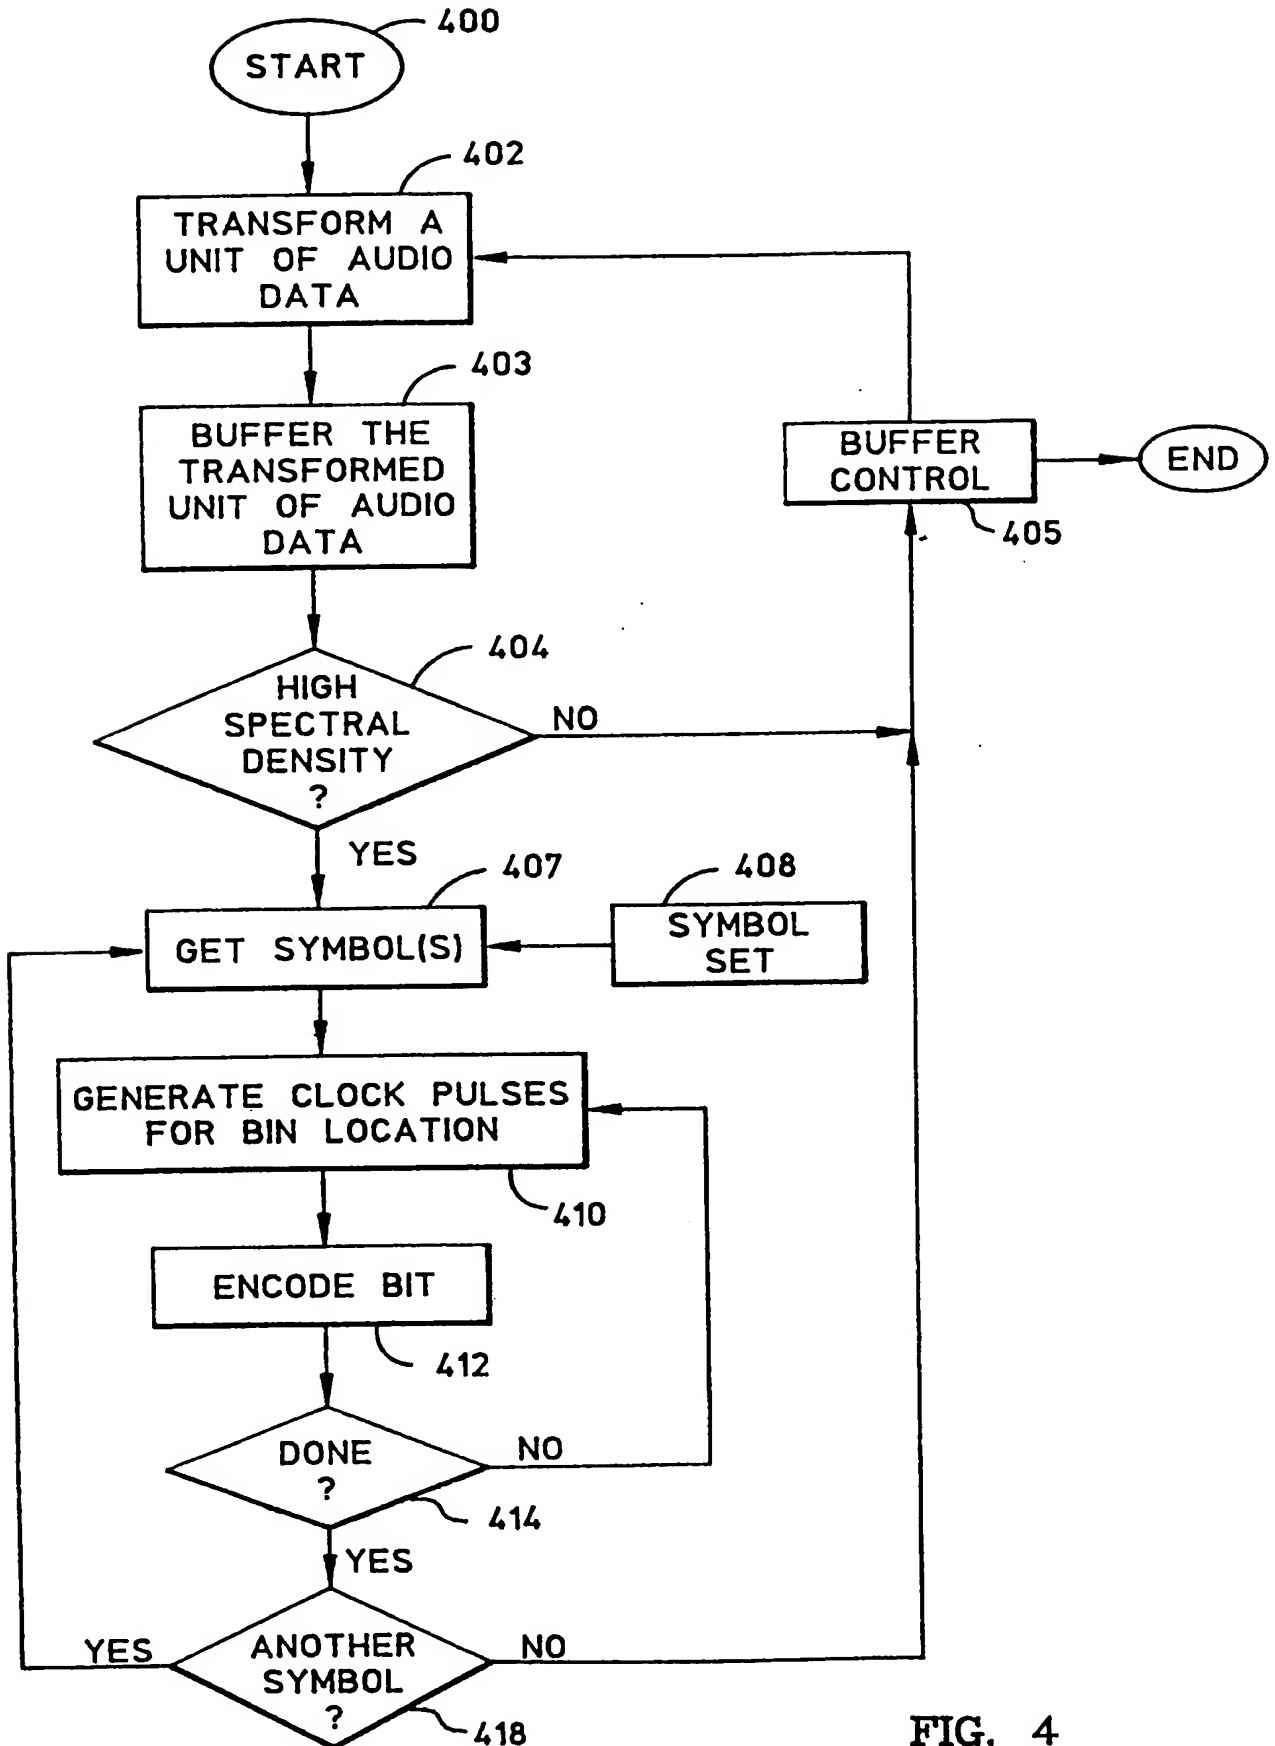 400
START
402
TRANSFORM A
UNIT OF AUDIO
DATA
403
BUFFER THE
TRANSFORMED
UNIT OF AUDIO
DATA
BUFFER
CONTROL
END
405
404
HIGH
SPECTRAL
DENSITY
?
NO
YES
407
408
GET SYMBOL(S)
SYMBOL
SET
GENERATE CLOCK PULSES
FOR BIN LOCATION
410
ENCODE BIT
412
DONE
?
NO
414
YES
YES
ANOTHER
SYMBOL
?
NO
418
FIG. 4